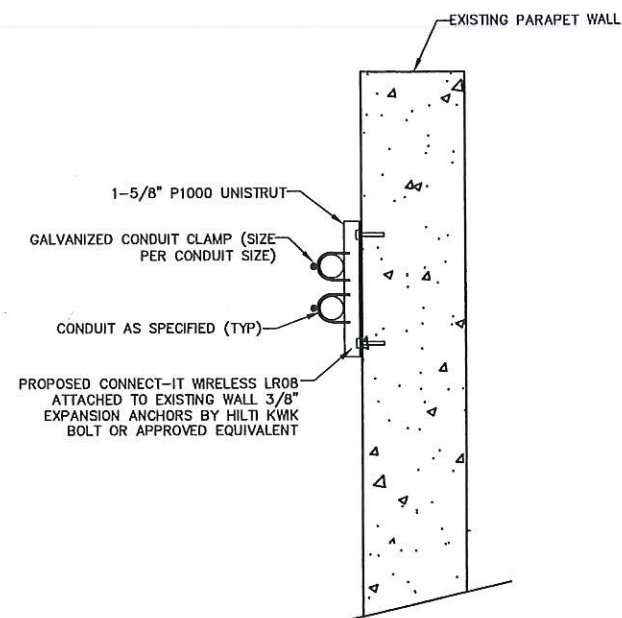 EXISTING PARAPET WALL
1-5/8" P1000 UNISTRUT
GALVANIZED CONDUIT CLAMP (SIZE
PER CONDUIT SIZE)
CONDUIT AS SPECIFIED (TYP)
PROPOSED CONNECT-IT WIRELESS LR08
ATTACHED TO EXISTING WALL 3/8"
EXPANSION ANCHORS BY HILTI KWIK
BOLT OR APPROVED EQUIVALENT